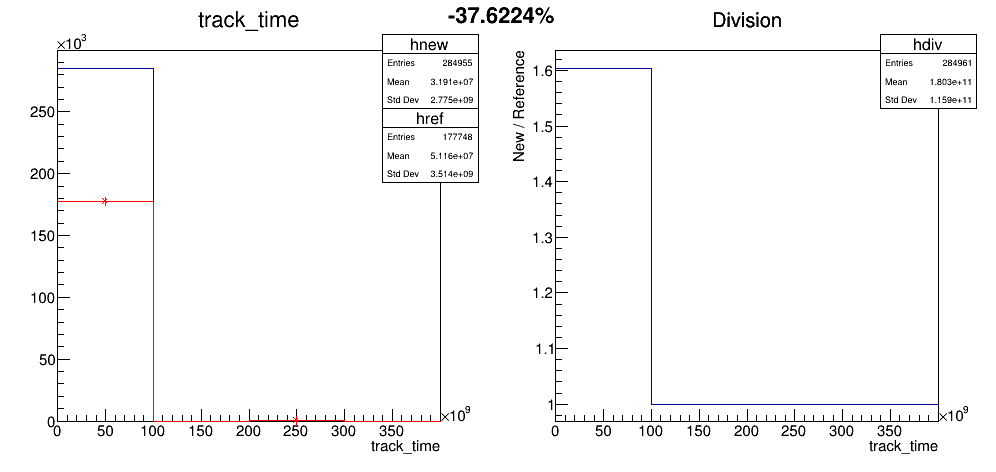 -37.6224%
track_time
×10³
hnew
Entries 284955
Mean 3.191e+07
Std Dev 2.775e+09
href
Entries 177748
Mean 5.116e+07
Std Dev 3.514e+09
250
200
150
100
50
0
0 50 100 150 200 250 300 350
×10⁹
track_time
Division
hdiv
Entries 284961
Mean 1.803e+11
Std Dev 1.159e+11
New / Reference
1.6
1.5
1.4
1.3
1.2
1.1
1
0 50 100 150 200 250 300 350
×10⁹
track_time